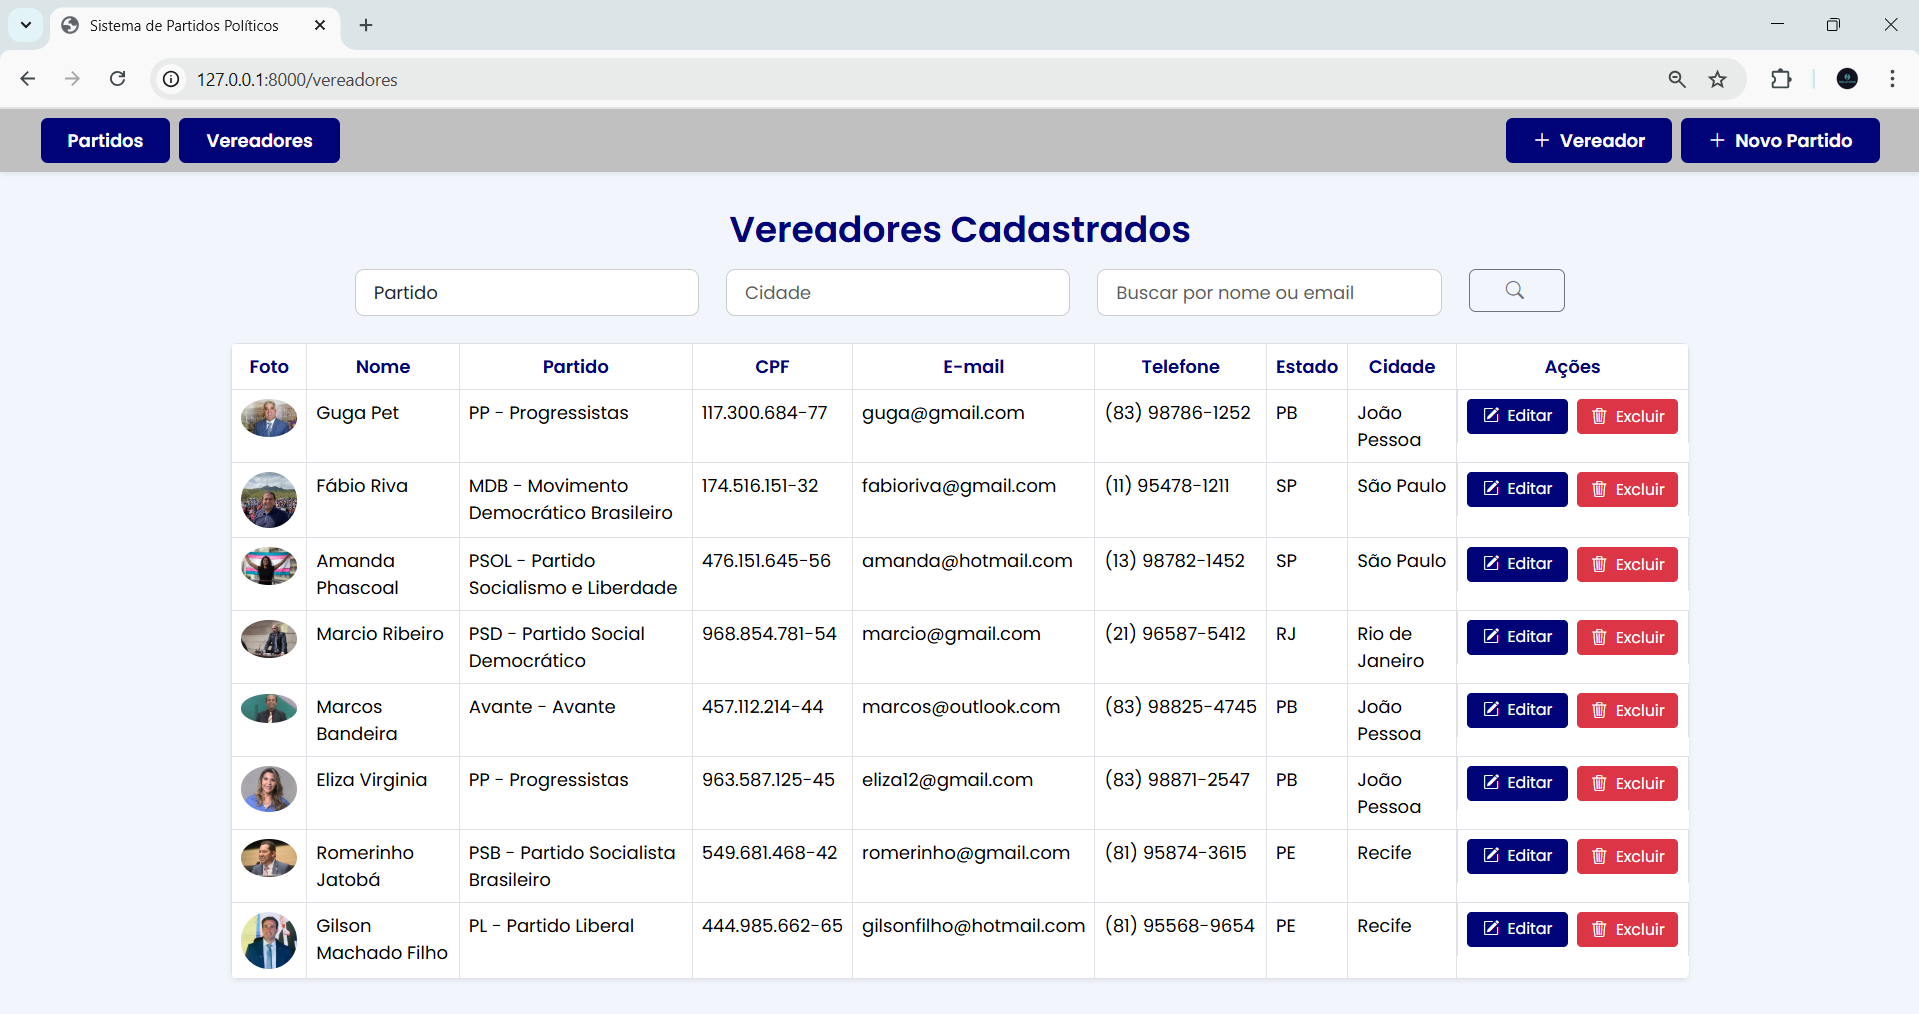 Sistema de Partidos Políticos
127.0.0.1:8000/vereadores
Partidos Vereadores + Vereador + Novo Partido
Vereadores Cadastrados
Partido Cidade Buscar por nome ou email
Foto Nome Partido CPF E-mail Telefone Estado Cidade Ações
Guga Pet PP - Progressistas 117.300.684-77 guga@gmail.com (83) 98786-1252 PB João Editar Excluir
Pessoa
Fábio Riva MDB - Movimento 174.516.151-32 fabioriva@gmail.com (11) 95478-1211 SP São Paulo Editar Excluir
Democrático Brasileiro
Amanda PSOL - Partido 476.151.645-56 amanda@hotmail.com (13) 98782-1452 SP São Paulo Editar Excluir
Phascoal Socialismo e Liberdade
Marcio Ribeiro PSD - Partido Social 968.854.781-54 marcio@gmail.com (21) 96587-5412 RJ Rio de Editar Excluir
Democrático Janeiro
Marcos Avante - Avante 457.112.214-44 marcos@outlook.com (83) 98825-4745 PB João Editar Excluir
Bandeira Pessoa
Eliza Virginia PP - Progressistas 963.587.125-45 eliza12@gmail.com (83) 98871-2547 PB João Editar Excluir
Pessoa
Romerinho PSB - Partido Socialista 549.681.468-42 romerinho@gmail.com (81) 95874-3615 PE Recife Editar Excluir
Jatobá Brasileiro
Gilson PL - Partido Liberal 444.985.662-65 gilsonfilho@hotmail.com (81) 95568-9654 PE Recife Editar Excluir
Machado Filho